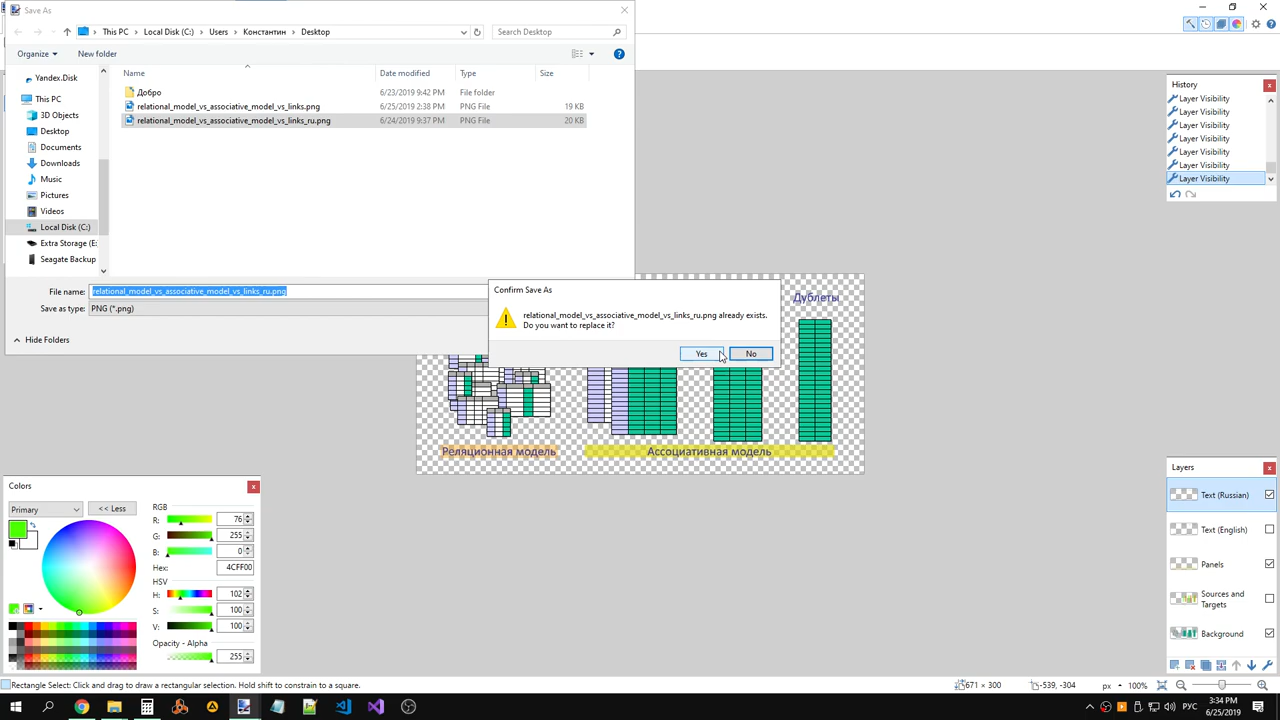 Save As
This PC
Local Disk (C:)
Users
Константин
Desktop
Search Desktop
Organize
New folder
Yandex.Disk
This PC
3D Objects
Desktop
Documents
Downloads
Music
Pictures
Videos
Local Disk (C:)
Extra Storage (E:
Seagate Backup
Name
Date modified
Type
Size
Добро
6/23/2019 9:42 PM
File folder
relational_model_vs_associative_model_vs_links.png
6/25/2019 2:38 PM
PNG File
19 KB
relational_model_vs_associative_model_vs_links_ru.png
6/24/2019 9:37 PM
PNG File
20 KB
File name:
relational_model_vs_associative_model_vs_links_ru.png
Save as type:
PNG (*.png)
Hide Folders
Confirm Save As
relational_model_vs_associative_model_vs_links_ru.png already exists.
Do you want to replace it?
Yes
No
Дублеты
Реляционная модель
Ассоциативная модель
History
Layer Visibility
Layer Visibility
Layer Visibility
Layer Visibility
Layer Visibility
Layer Visibility
Layer Visibility
Colors
Primary
<< Less
RGB
R:
76
G:
255
B:
0
Hex:
4CFF00
HSV
H:
102
S:
100
V:
100
Opacity - Alpha
255
Layers
Text (Russian)
Text (English)
Panels
Sources and
Targets
Background
Rectangle Select: Click and drag to draw a rectangular selection. Hold shift to constrain to a square.
671 × 300
-539, -304
px
100%
РУС
3:34 PM
6/25/2019